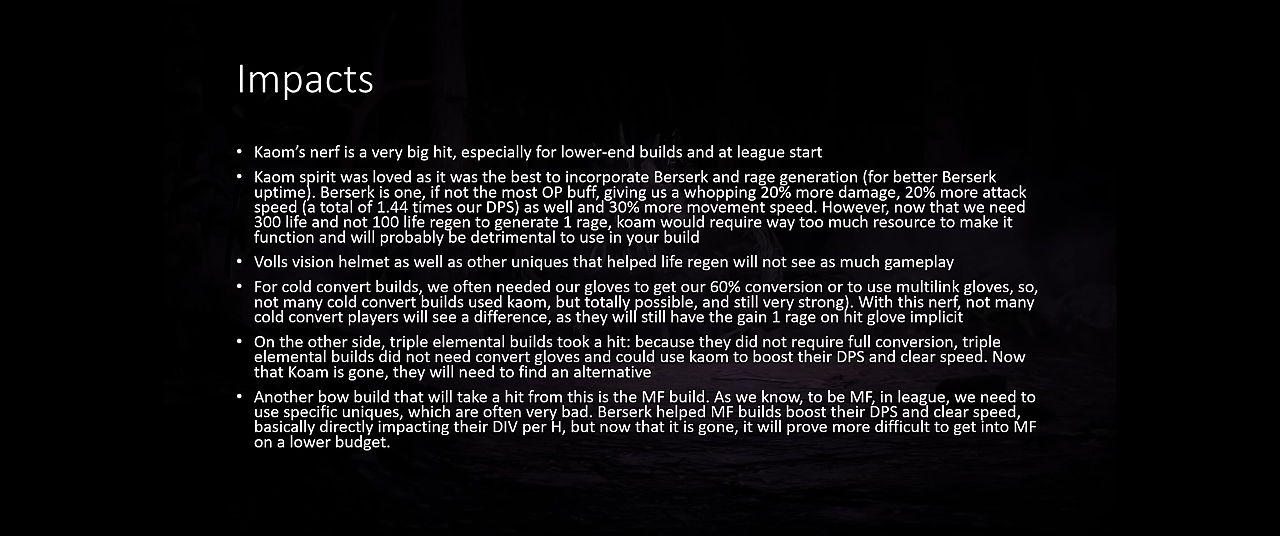 Impacts
• Kaom's nerf is a very big hit, especially for lower-end builds and at league start
• Kaom spirit was loved as it was the best to incorporate Berserk and rage generation (for better Berserk
uptime). Berserk is one, if not the most OP buff, giving us a whopping 20% more damage, 20% more attack
speed (a total of 1.44 times our DPS) as well and 30% more movement speed. However, now that we need
300 life and not 100 life regen to generate 1 rage, koam would require way too much resource to make it
function and will probably be detrimental to use in your build
• Volls vision helmet as well as other uniques that helped life regen will not see as much gameplay
• For cold convert builds, we often needed our gloves to get our 60% conversion or to use multilink gloves, so,
not many cold convert builds used kaom, but totally possible, and still very strong). With this nerf, not many
cold convert players will see a difference, as they will still have the gain 1 rage on hit glove implicit
• On the other side, triple elemental builds took a hit: because they did not require full conversion, triple
elemental builds did not need convert gloves and could use kaom to boost their DPS and clear speed. Now
that Koam is gone, they will need to find an alternative
• Another bow build that will take a hit from this is the MF build. As we know, to be MF, in league, we need to
use specific uniques, which are often very bad. Berserk helped MF builds boost their DPS and clear speed,
basically directly impacting their DIV per H, but now that it is gone, it will prove more difficult to get into MF
on a lower budget.